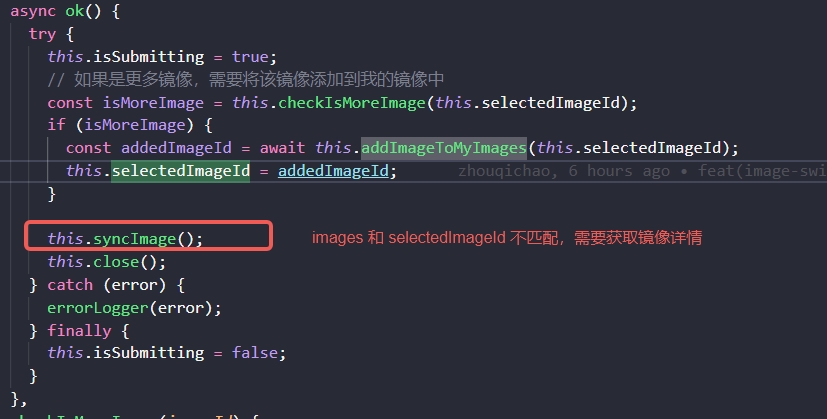 async ok() {
try {
this.isSubmitting = true;
// 如果是更多镜像，需要将该镜像添加到我的镜像中
const isMoreImage = this.checkIsMoreImage(this.selectedImageId);
if (isMoreImage) {
const addedImageId = await this.addImageToMyImages(this.selectedImageId);
this.selectedImageId = addedImageId; zhouqichao, 6 hours ago • feat(image-swi
}
this.syncImage(); images 和 selectedImageId 不匹配，需要获取镜像详情
this.close();
} catch (error) {
errorLogger(error);
} finally {
this.isSubmitting = false;
}
},